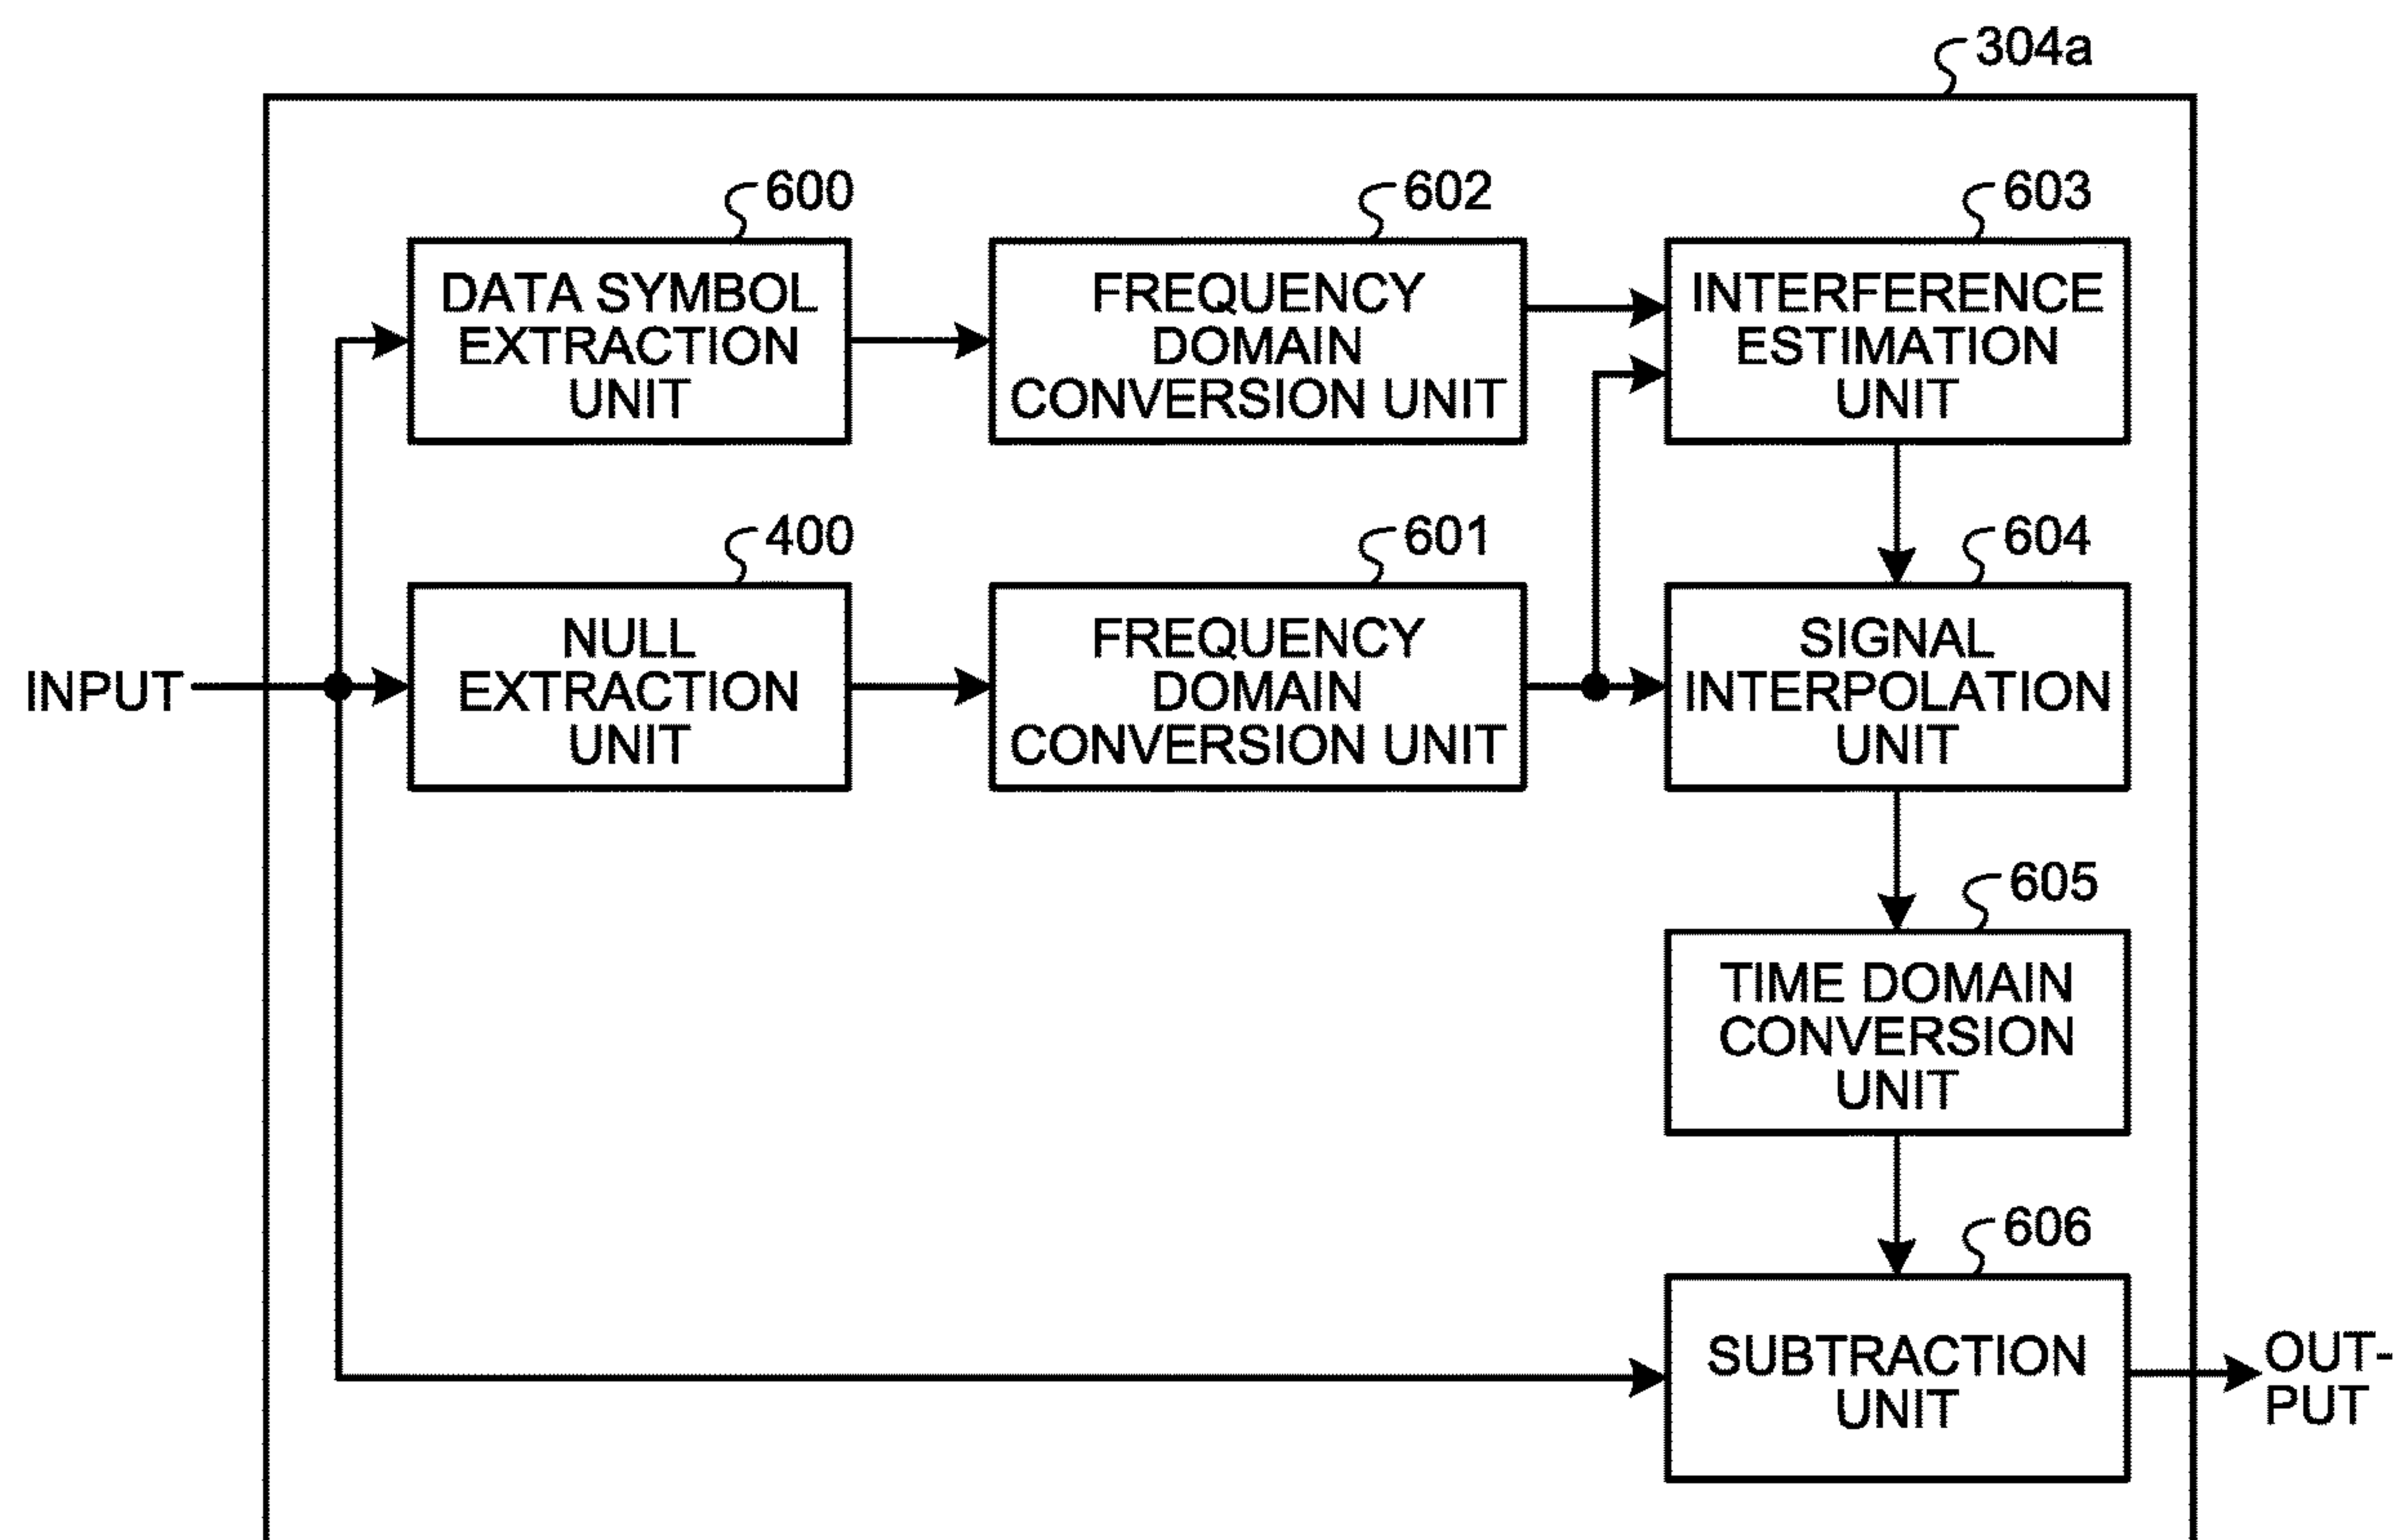 304a
600
602
603
DATA SYMBOL
EXTRACTION
UNIT
FREQUENCY
DOMAIN
CONVERSION UNIT
INTERFERENCE
ESTIMATION
UNIT
400
601
604
INPUT
NULL
EXTRACTION
UNIT
FREQUENCY
DOMAIN
CONVERSION UNIT
SIGNAL
INTERPOLATION
UNIT
605
TIME DOMAIN
CONVERSION
UNIT
606
SUBTRACTION
UNIT
OUT-
PUT